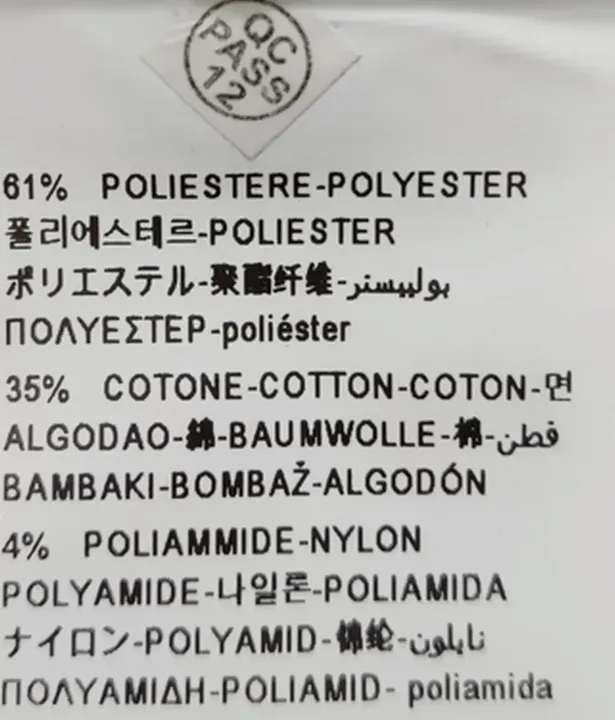 QC
PASS
12
61% POLIESTERE-POLYESTER
폴리에스테르-POLIESTER
ポリエステル-聚酯纤维-بولييستر
ΠΟΛΥΕΣΤΕΡ-poliéster
35% COTONE-COTTON-COTON-면
ALGODAO-綿-BAUMWOLLE-棉-قطن
BAMBAKI-BOMBAŽ-ALGODÓN
4% POLIAMMIDE-NYLON
POLYAMIDE-나일론-POLIAMIDA
ナイロン-POLYAMID-锦纶-نايلون
ΠΟΛΥΑΜΙΔΗ-POLIAMID- poliamida